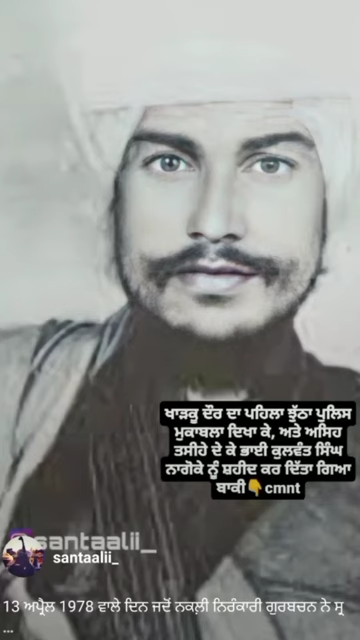 ਖਾੜਕੂ ਦੌਰ ਦਾ ਪਹਿਲਾ ਝੂੱਠਾ ਪੁਲਿਸ
ਮੁਕਾਬਲਾ ਦਿਖਾ ਕੇ, ਅਤੇ ਅਸਿਹ
ਤਸੀਹੇ ਦੇ ਕੇ ਭਾਈ ਕੁਲਵੰਤ ਸਿੰਘ
ਨਾਗੋਕੇ ਨੂੰ ਸ਼ਹੀਦ ਕਰ ਦਿੱਤਾ ਗਿਆ
ਬਾਕੀ👇cmnt
santaalii_
santaalii_
13 ਅਪ੍ਰੈਲ 1978 ਵਾਲੇ ਦਿਨ ਜਦੋਂ ਨਕਲੀ ਨਿਰੰਕਾਰੀ ਗੁਰਬਚਨ ਨੇ ਸ੍ਰ
...